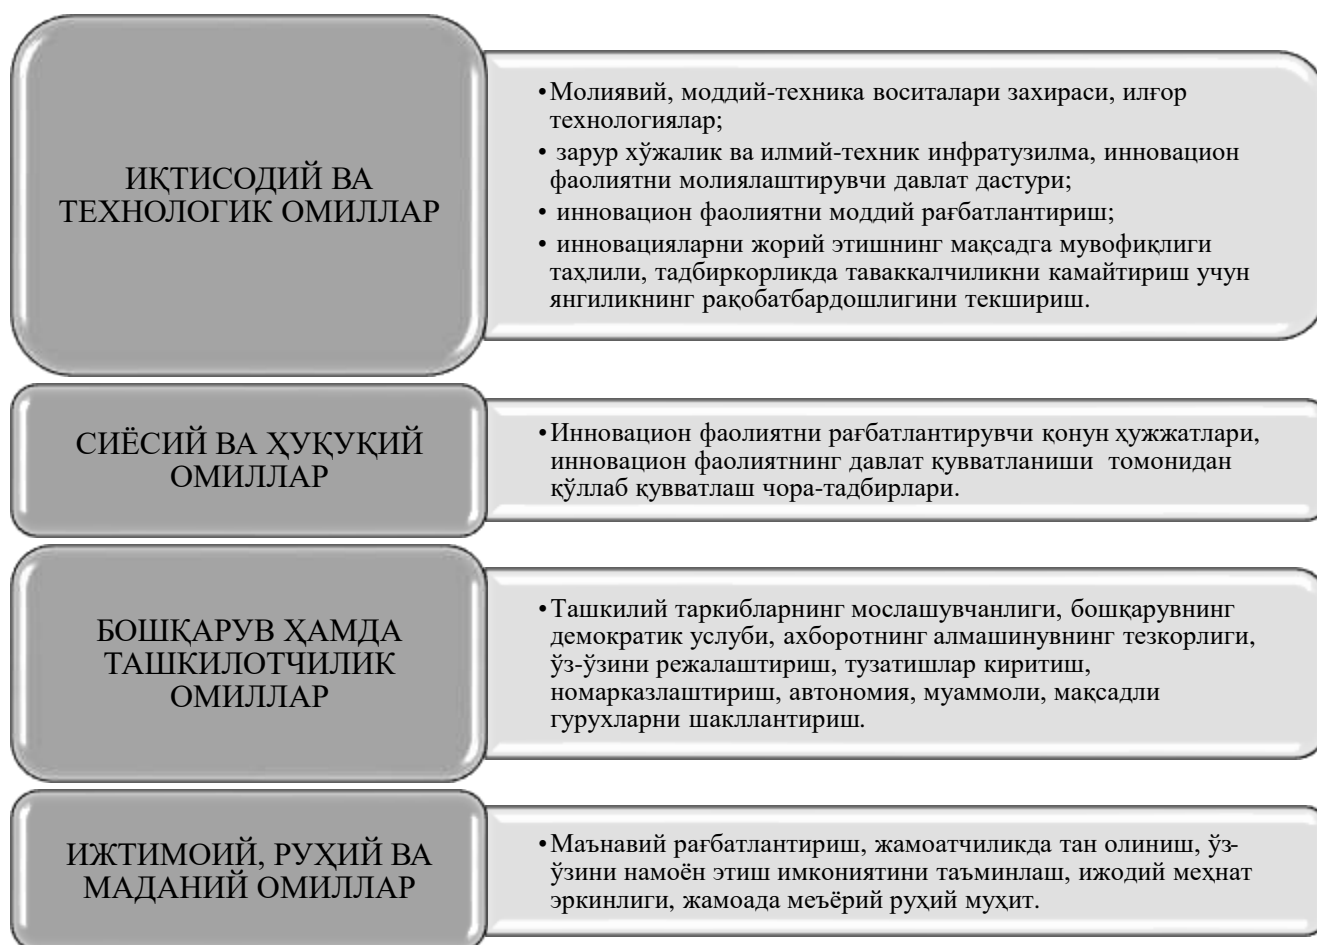 ИҚТИСОДИЙ ВА
ТЕХНОЛОГИК ОМИЛЛАР
•Молиявий, моддий-техника воситалари захираси, илғор
технологиялар;
• зарур хўжалик ва илмий-техник инфратузилма, инновацион
фаолиятни молиялаштирувчи давлат дастури;
• инновацион фаолиятни моддий рағбатлантириш;
• инновацияларни жорий этишнинг мақсадга мувофиқлиги
таҳлили, тадбиркорликда таваккалчиликни камайтириш учун
янгиликнинг рақобатбардошлигини текшириш.
СИЁСИЙ ВА ҲУҚУҚИЙ
ОМИЛЛАР
•Инновацион фаолиятни рағбатлантирувчи қонун ҳужжатлари,
инновацион фаолиятнинг давлат қувватланиши томонидан
қўллаб қувватлаш чора-тадбирлари.
БОШҚАРУВ ҲАМДА
ТАШКИЛОТЧИЛИК
ОМИЛЛАР
•Ташкилий таркибларнинг мослашувчанлиги, бошқарувнинг
демократик услуби, ахборотнинг алмашинувнинг тезкорлиги,
ўз-ўзини режалаштириш, тузатишлар киритиш,
номарказлаштириш, автономия, муаммоли, мақсадли
гурухларни шакллантириш.
ИЖТИМОИЙ, РУҲИЙ ВА
МАДАНИЙ ОМИЛЛАР
•Маънавий рағбатлантириш, жамоатчиликда тан олиниш, ўз-
ўзини намоён этиш имкониятини таъминлаш, ижодий меҳнат
эркинлиги, жамоада меъёрий руҳий муҳит.